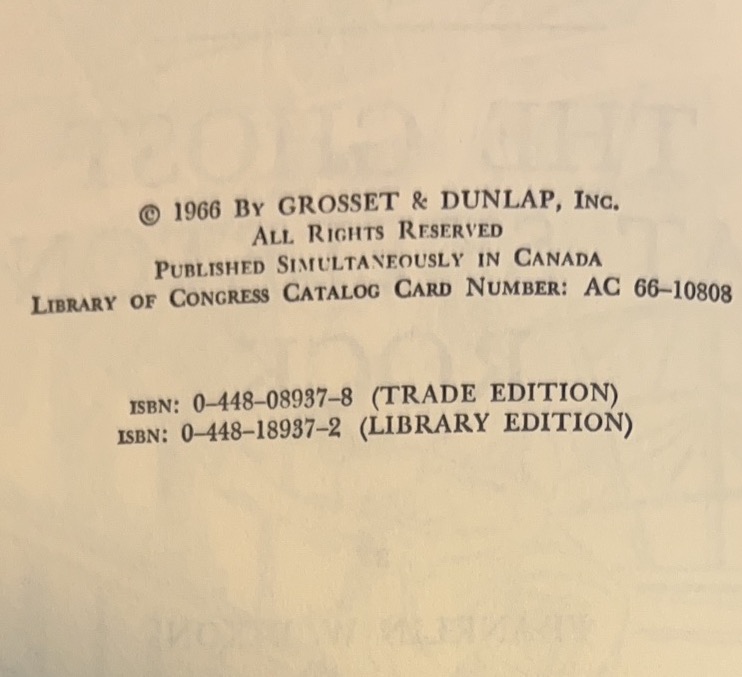 © 1966 BY GROSSET & DUNLAP, INC.
ALL RIGHTS RESERVED
PUBLISHED SIMULTANEOUSLY IN CANADA
LIBRARY OF CONGRESS CATALOG CARD NUMBER: AC 66–10808
ISBN: 0–448–08937–8 (TRADE EDITION)
ISBN: 0–448–18937–2 (LIBRARY EDITION)